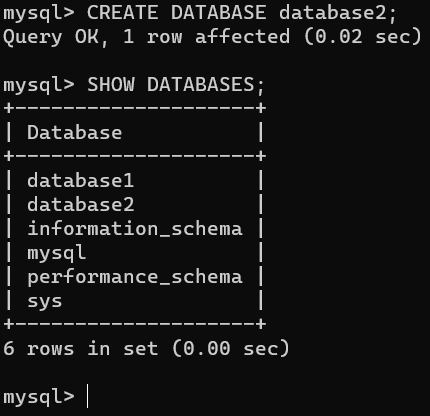 mysql> CREATE DATABASE database2;
Query OK, 1 row affected (0.02 sec)
mysql> SHOW DATABASES;
+--------------------+
| Database           |
+--------------------+
| database1          |
| database2          |
| information_schema |
| mysql              |
| performance_schema |
| sys                |
+--------------------+
6 rows in set (0.00 sec)
mysql>